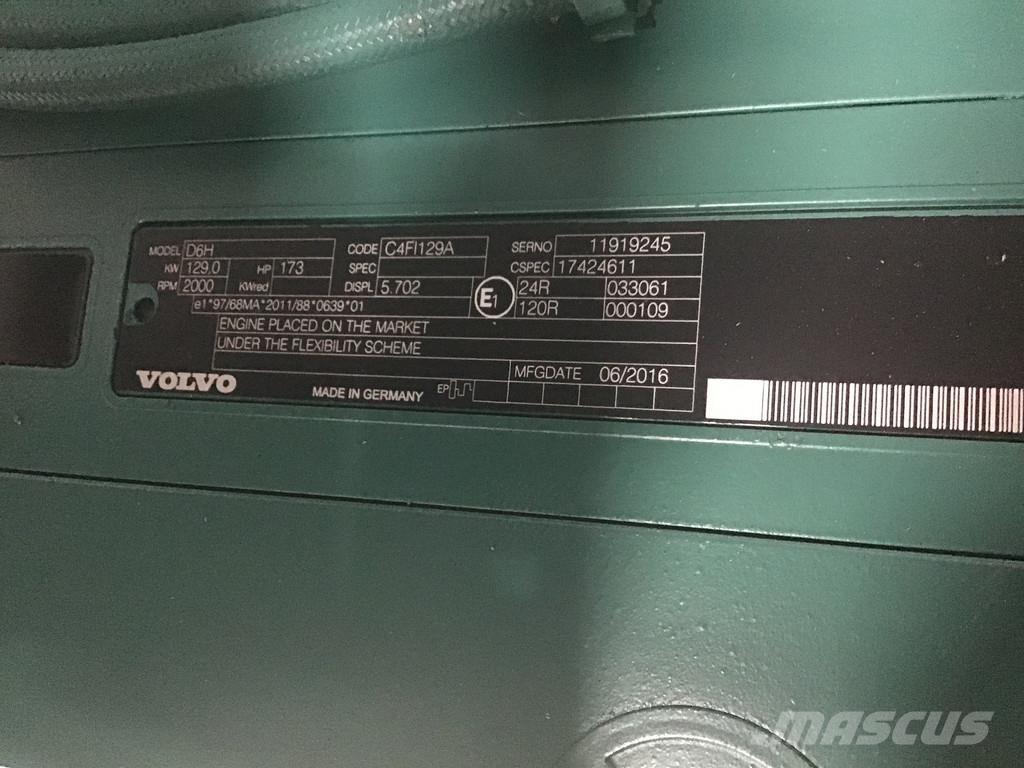 MODEL D6H CODE C4FI129A SERNO 11919245
KW 129.0 HP 173 SPEC CSPEC 17424611
RPM 2000 KWred DISPL 5.702 E1 24R 033061
e1*97/68MA*2011/88*0639*01 120R 000109
ENGINE PLACED ON THE MARKET
UNDER THE FLEXIBILITY SCHEME
MFGDATE 06/2016
VOLVO MADE IN GERMANY EP
MASCUS